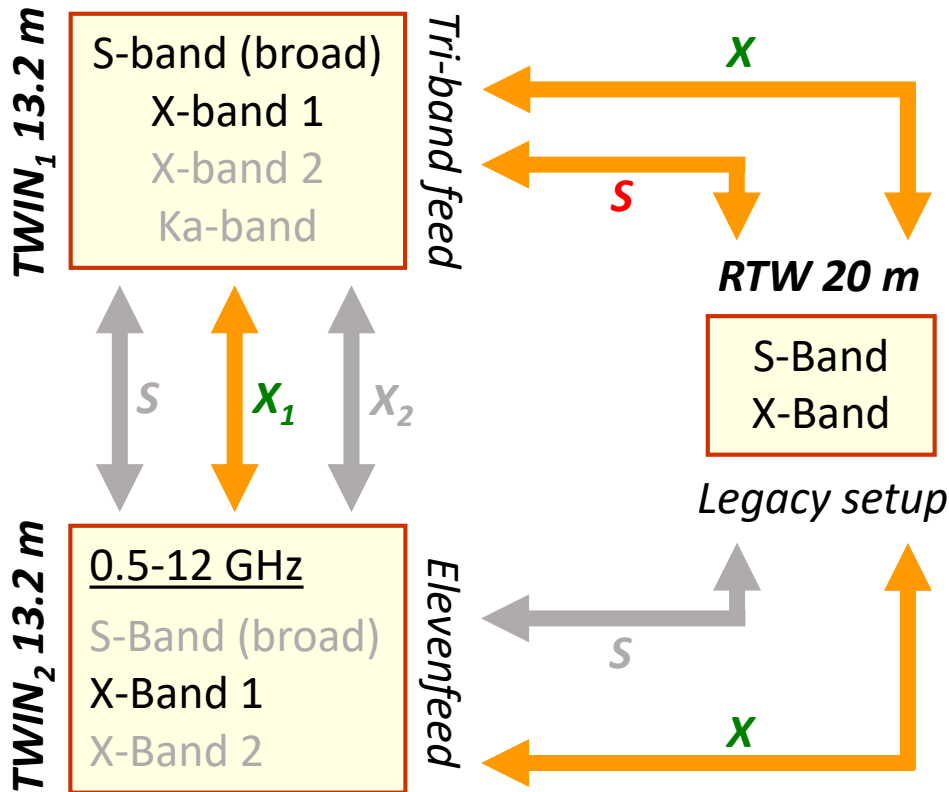 TWIN1 13.2 m
S-band (broad)
X-band 1
X-band 2
Ka-band
Tri-band feed
X
S
RTW 20 m
S-Band
X-Band
Legacy setup
S
X1
X2
TWIN2 13.2 m
0.5-12 GHz
S-Band (broad)
X-Band 1
X-Band 2
Elevenfeed
S
X